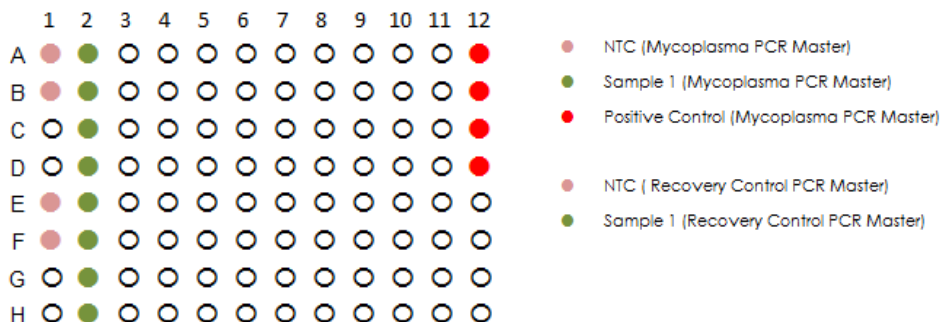 1 2 3 4 5 6 7 8 9 10 11 12
A
B
C
D
E
F
G
H
NTC (Mycoplasma PCR Master)
Sample 1 (Mycoplasma PCR Master)
Positive Control (Mycoplasma PCR Master)
NTC ( Recovery Control PCR Master)
Sample 1 (Recovery Control PCR Master)